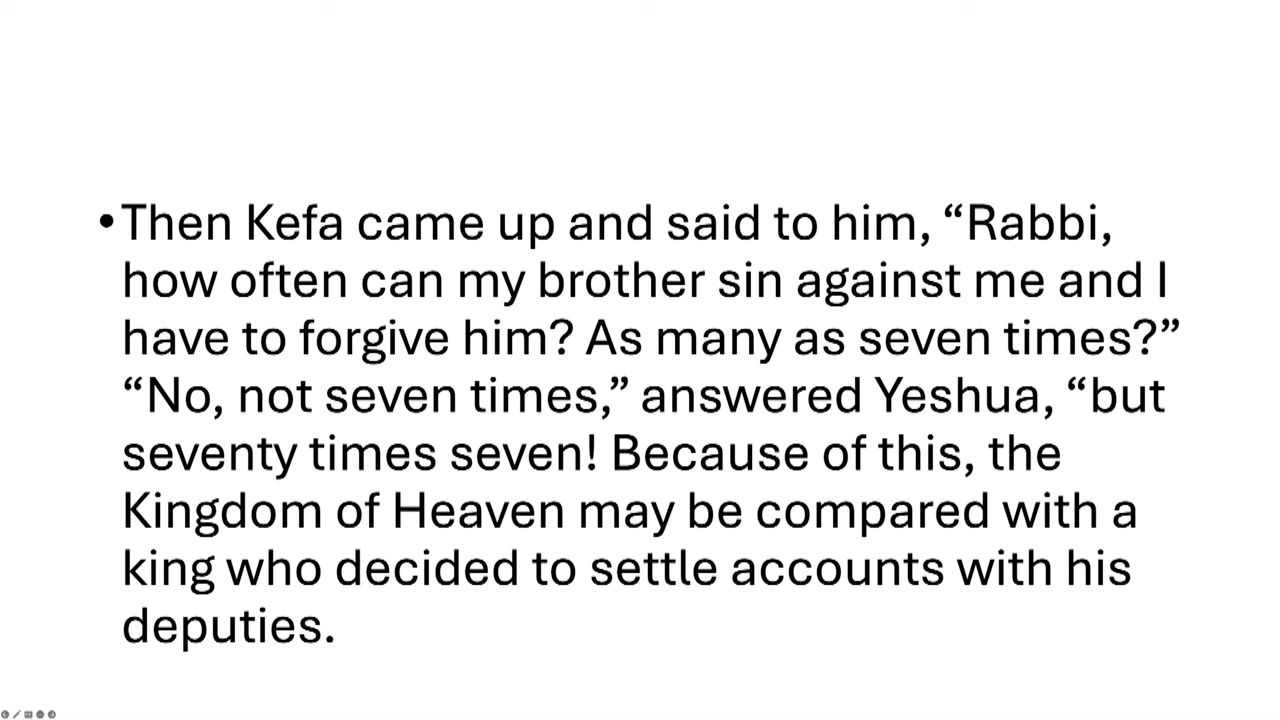 •Then Kefa came up and said to him, “Rabbi,
how often can my brother sin against me and I
have to forgive him? As many as seven times?”
“No, not seven times,” answered Yeshua, “but
seventy times seven! Because of this, the
Kingdom of Heaven may be compared with a
king who decided to settle accounts with his
deputies.